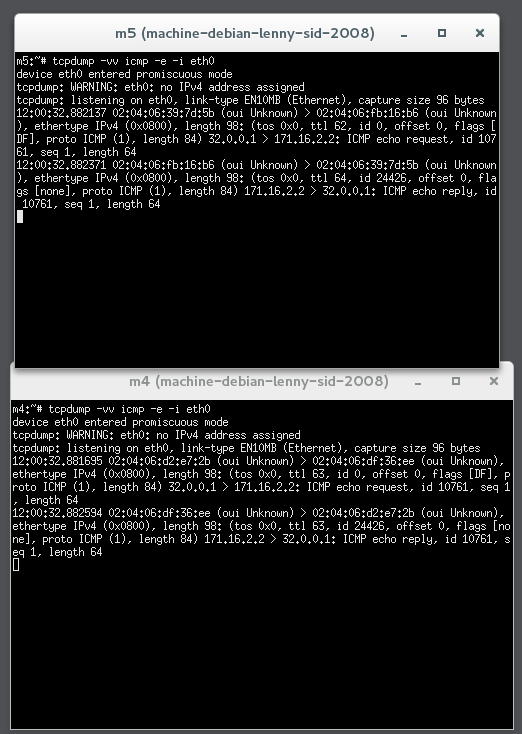 m5 (machine-debian-lenny-sid-2008)
m5:~# tcpdump -vv icmp -e -i eth0
device eth0 entered promiscuous mode
tcpdump: WARNING: eth0: no IPv4 address assigned
tcpdump: listening on eth0, link-type EN10MB (Ethernet), capture size 96 bytes
12:00:32.882137 02:04:06:39:7d:5b (oui Unknown) > 02:04:06:fb:16:b6 (oui Unknown
), ethertype IPv4 (0x0800), length 98: (tos 0x0, ttl 62, id 0, offset 0, flags [
DF], proto ICMP (1), length 84) 32.0.0.1 > 171.16.2.2: ICMP echo request, id 107
61, seq 1, length 64
12:00:32.882371 02:04:06:fb:16:b6 (oui Unknown) > 02:04:06:39:7d:5b (oui Unknown
), ethertype IPv4 (0x0800), length 98: (tos 0x0, ttl 64, id 24426, offset 0, fla
gs [none], proto ICMP (1), length 84) 171.16.2.2 > 32.0.0.1: ICMP echo reply, id
 10761, seq 1, length 64
m4 (machine-debian-lenny-sid-2008)
m4:~# tcpdump -vv icmp -e -i eth0
device eth0 entered promiscuous mode
tcpdump: WARNING: eth0: no IPv4 address assigned
tcpdump: listening on eth0, link-type EN10MB (Ethernet), capture size 96 bytes
12:00:32.881695 02:04:06:d2:e7:2b (oui Unknown) > 02:04:06:df:36:ee (oui Unknown),
ethertype IPv4 (0x0800), length 98: (tos 0x0, ttl 63, id 0, offset 0, flags [DF], p
roto ICMP (1), length 84) 32.0.0.1 > 171.16.2.2: ICMP echo request, id 10761, seq 1
, length 64
12:00:32.882594 02:04:06:df:36:ee (oui Unknown) > 02:04:06:d2:e7:2b (oui Unknown),
ethertype IPv4 (0x0800), length 98: (tos 0x0, ttl 63, id 24426, offset 0, flags [no
ne], proto ICMP (1), length 84) 171.16.2.2 > 32.0.0.1: ICMP echo reply, id 10761, s
eq 1, length 64